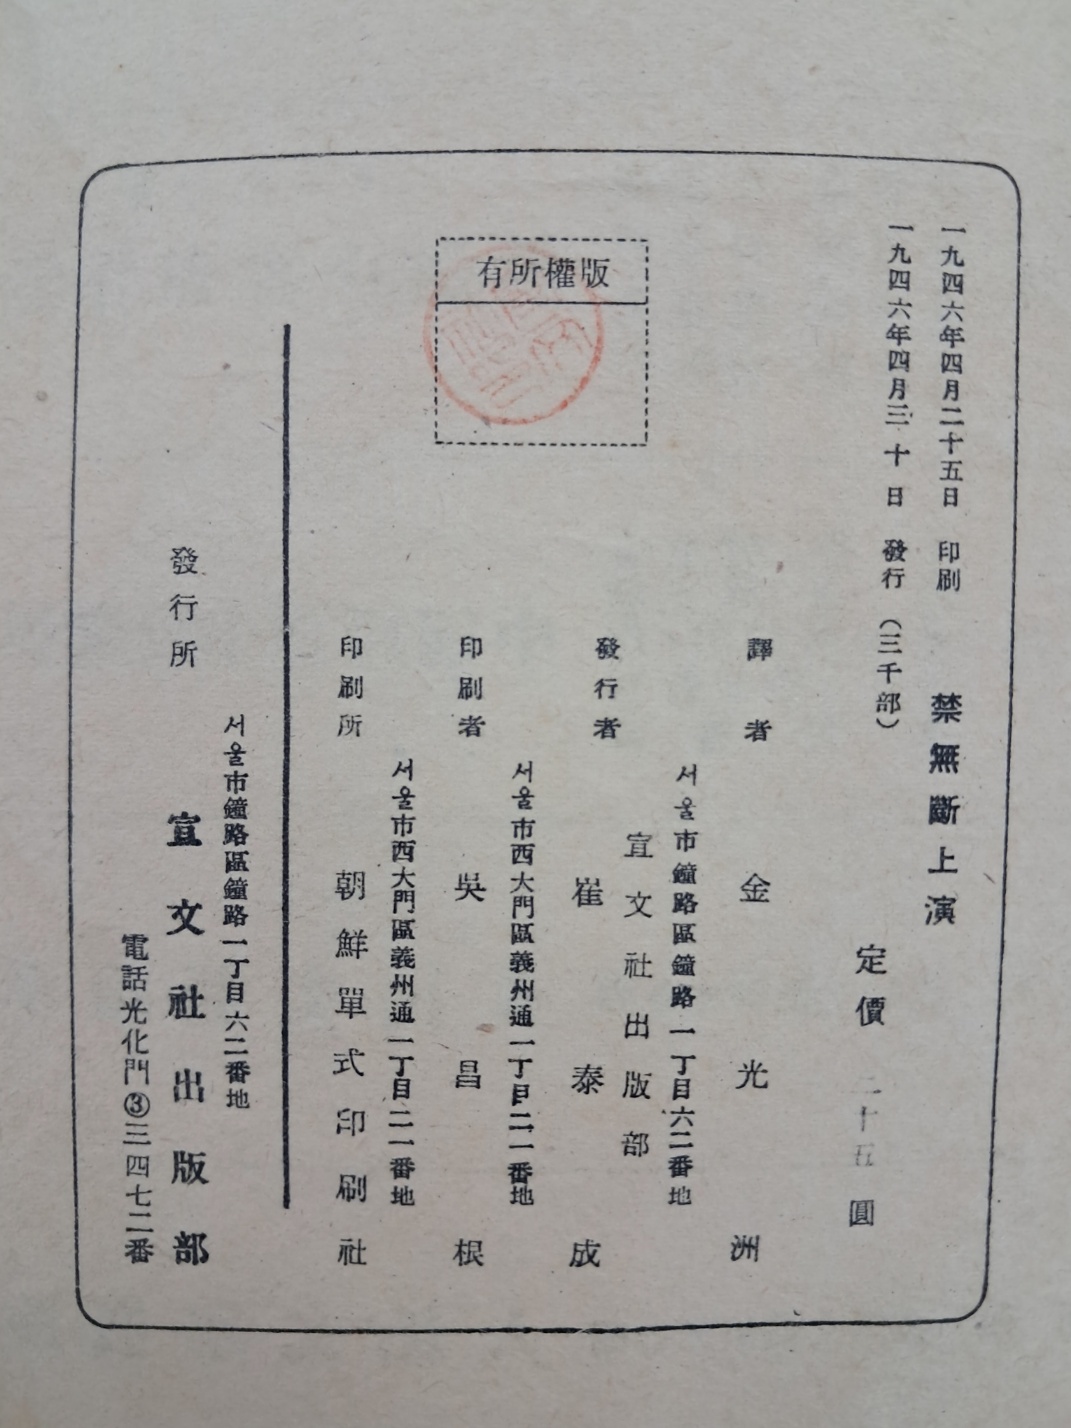 一九四六年四月二十五日 印刷
一九四六年四月三十日 發行（三千部）
禁無斷上演
定價 二十五圓
譯者 金光洲
서울市鐘路區鐘路一丁目六二番地
宣文社出版部
發行者 崔泰成
서울市西大門區義州通一丁目二一番地
印刷者 吳昌根
서울市西大門區義州通一丁目二一番地
印刷所 朝鮮單式印刷社
版權所有
서울市鐘路區鐘路一丁目六二番地
發行所 宣文社出版部
電話光化門③三四七二番